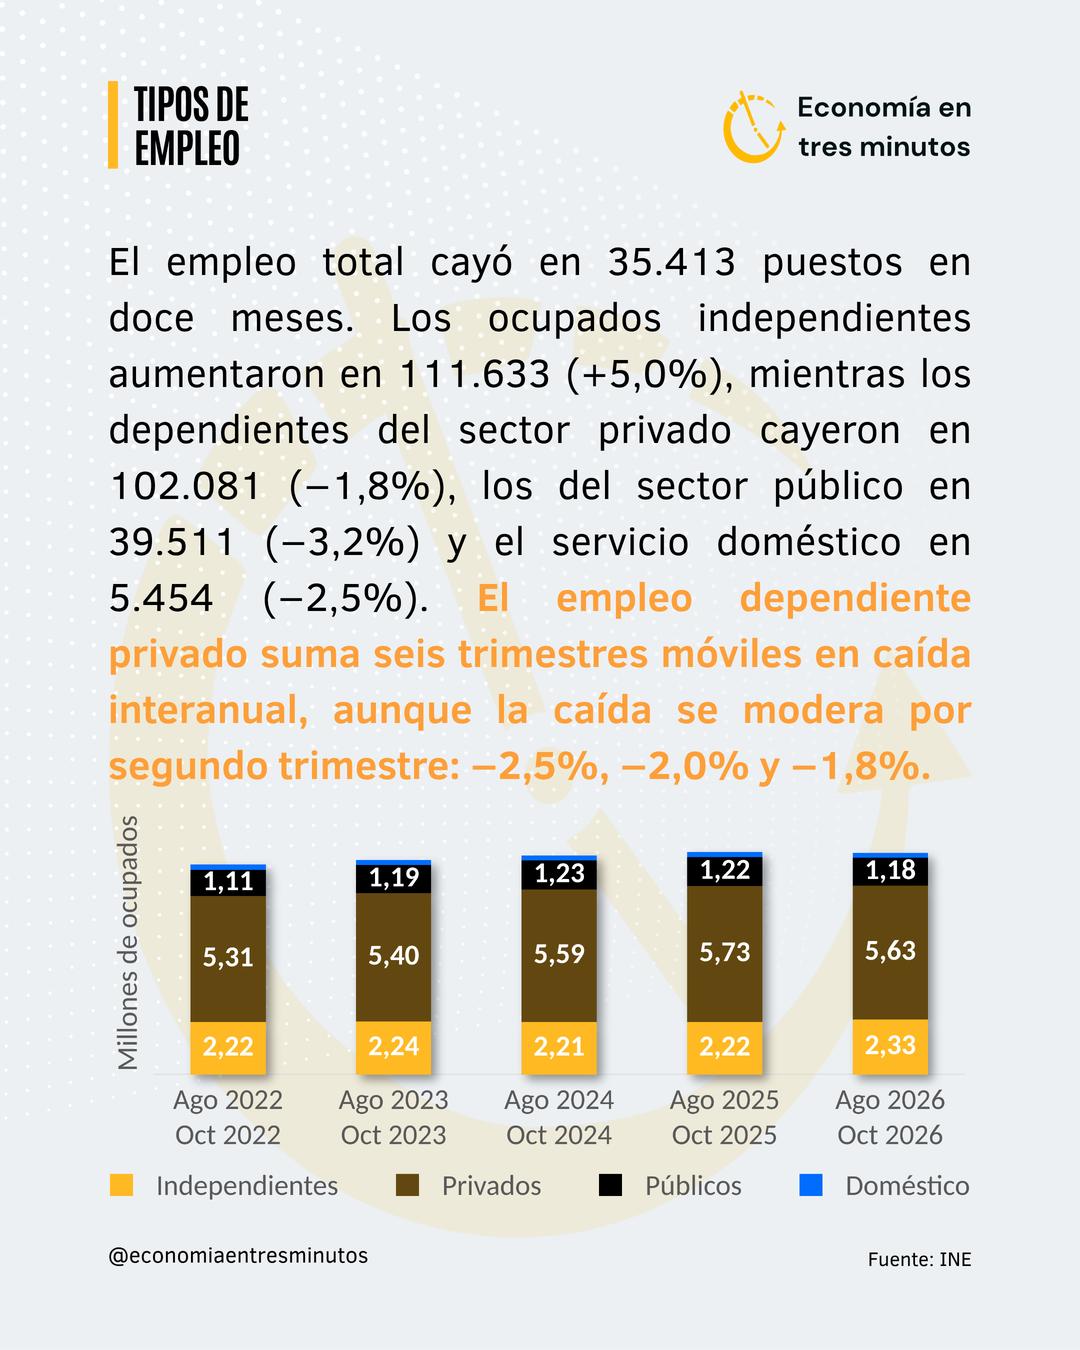 TIPOS DE
EMPLEO
Economía en
tres minutos
El empleo total cayó en 35.413 puestos en
doce meses. Los ocupados independientes
aumentaron en 111.633 (+5,0%), mientras los
dependientes del sector privado cayeron en
102.081 (−1,8%), los del sector público en
39.511 (−3,2%) y el servicio doméstico en
5.454 (−2,5%). El empleo dependiente
privado suma seis trimestres móviles en caída
interanual, aunque la caída se modera por
segundo trimestre: −2,5%, −2,0% y −1,8%.
Millones de ocupados
1,11 1,19 1,23 1,22 1,18
5,31 5,40 5,59 5,73 5,63
2,22 2,24 2,21 2,22 2,33
Ago 2022 Ago 2023 Ago 2024 Ago 2025 Ago 2026
Oct 2022 Oct 2023 Oct 2024 Oct 2025 Oct 2026
Independientes Privados Públicos Doméstico
@economiaentresminutos
Fuente: INE